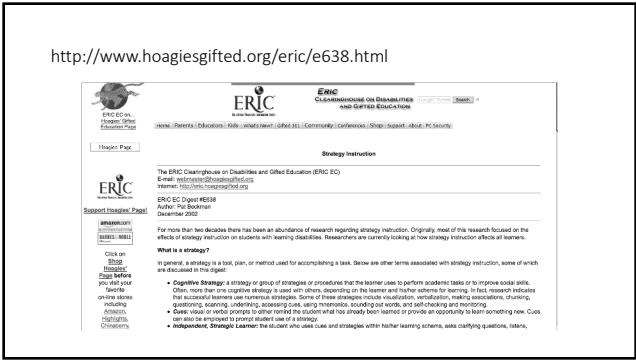 http://www.hoagiesgifted.org/eric/e638.html
ERIC EC on...
Hoagies' Gifted
Education Page
ERIC
ERIC
CLEARINGHOUSE ON DISABILITIES
AND GIFTED EDUCATION
Search
Home Parents Educators Kids What's New? Gifted 101 Community Conferences Shop Support About PC Security
Hoagies Page
Strategy Instruction
ERIC
The ERIC Clearinghouse on Disabilities and Gifted Education (ERIC EC)
E-mail: webmaster@hoagiesgifted.org
Internet: http://eric.hoagiesgifted.org
ERIC EC Digest #E638
Author: Pat Beckman
December 2002
Support Hoagies' Page!
amazon.com
BARNES & NOBLE
For more than two decades there has been an abundance of research regarding strategy instruction. Originally, most of this research focused on the
effects of strategy instruction on students with learning disabilities. Researchers are currently looking at how strategy instruction affects all learners.
What is a strategy?
In general, a strategy is a tool, plan, or method used for accomplishing a task. Below are other terms associated with strategy instruction, some of which
are discussed in this digest:
• Cognitive Strategy: a strategy or group of strategies or procedures that the learner uses to perform academic tasks or to improve social skills.
Often, more than one cognitive strategy is used with others, depending on the learner and his/her schema for learning. In fact, research indicates
that successful learners use numerous strategies. Some of these strategies include visualization, verbalization, making associations, chunking,
questioning, scanning, underlining, accessing cues, using mnemonics, sounding out words, and self-checking and monitoring.
• Cues: visual or verbal prompts to either remind the student what has already been learned or provide an opportunity to learn something new. Cues
can also be employed to prompt student use of a strategy.
• Independent, Strategic Learner: the student who uses cues and strategies within his/her learning schema, asks clarifying questions, listens,
Click on
Shop
Hoagies'
Page before
you visit your
favorite
on-line stores
including
Amazon,
Highlights,
Chinaberry,